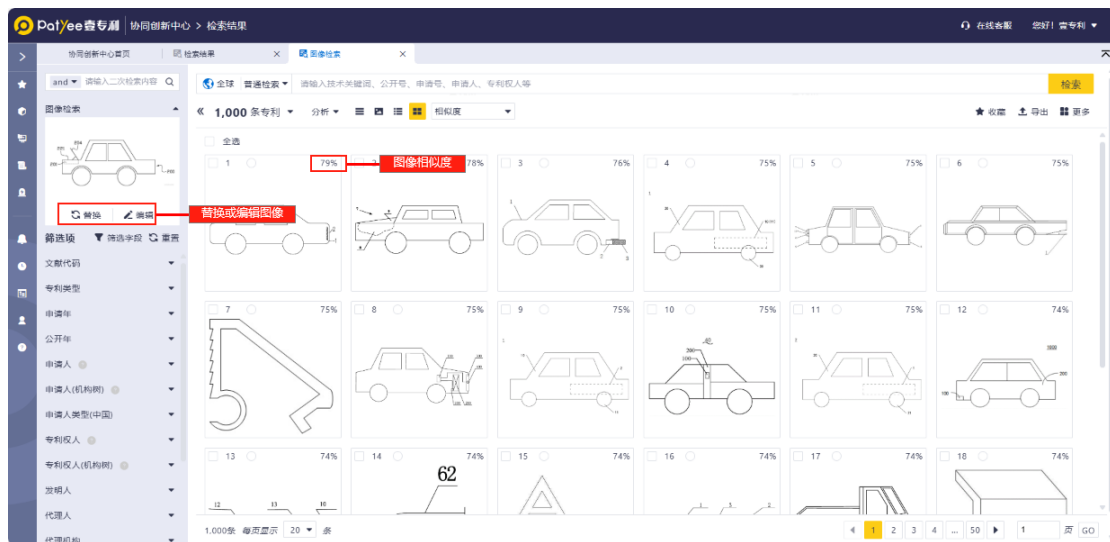 Patyee壹专利 协同创新中心 > 检索结果 在线客服 您好! 壹专利
协同创新中心首页 检索结果 × 图像检索 ×
and 请输入二次检索内容
全球 普通检索 请输入技术关键词、公开号、申请号、申请人、专利权人等 检索
图像检索
« 1,000 条专利 分析 相似度 收藏 导出 更多
全选
1 79% 图像相似度 2 78% 3 76% 4 75% 5 75% 6 75%
替换 编辑 替换或编辑图像
筛选项 筛选字段 重置
文献代码
专利类型
申请年
公开年
申请人
申请人(机构树)
申请人类型(中国)
专利权人
专利权人(机构树)
发明人
代理人
代理机构
7 75% 8 75% 9 75% 10 75% 11 75% 12 74%
13 74% 14 74% 15 74% 16 74% 17 74% 18 74%
62
12 13 10
1,000条 每页显示 20 条 1 2 3 4 ... 50 1 页 GO